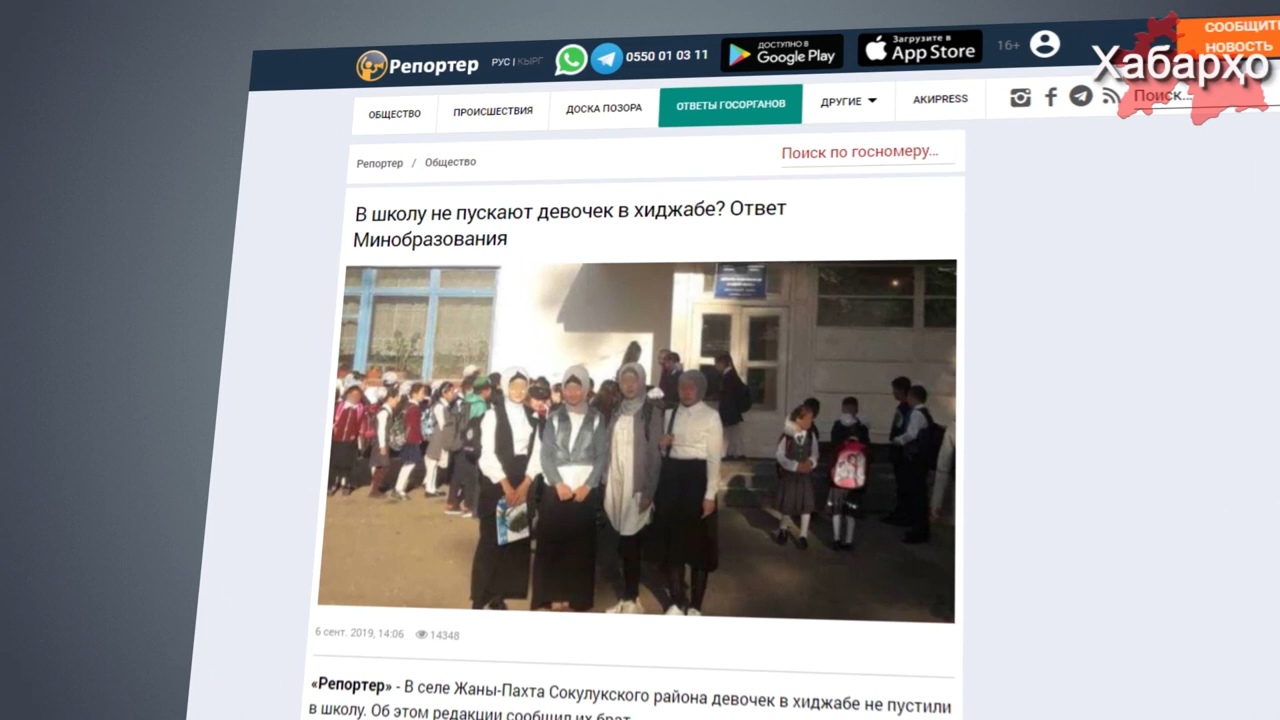 Репортер
РУС | КЫРГ
0550 01 03 11
ДОСТУПНО В
Google Play
Загрузите в
App Store
16+
СООБЩИТЬ
НОВОСТЬ
Хабарҳо
ОБЩЕСТВО
ПРОИСШЕСТВИЯ
ДОСКА ПОЗОРА
ОТВЕТЫ ГОСОРГАНОВ
ДРУГИЕ
AKIPRESS
Поиск...
Репортер / Общество
Поиск по госномеру...
В школу не пускают девочек в хиджабе? Ответ
Минобразования
6 сент. 2019, 14:06 14348
«Репортер» - В селе Жаны-Пахта Сокулукского района девочек в хиджабе не пустили
в школу. Об этом редакции сообщил их брат.